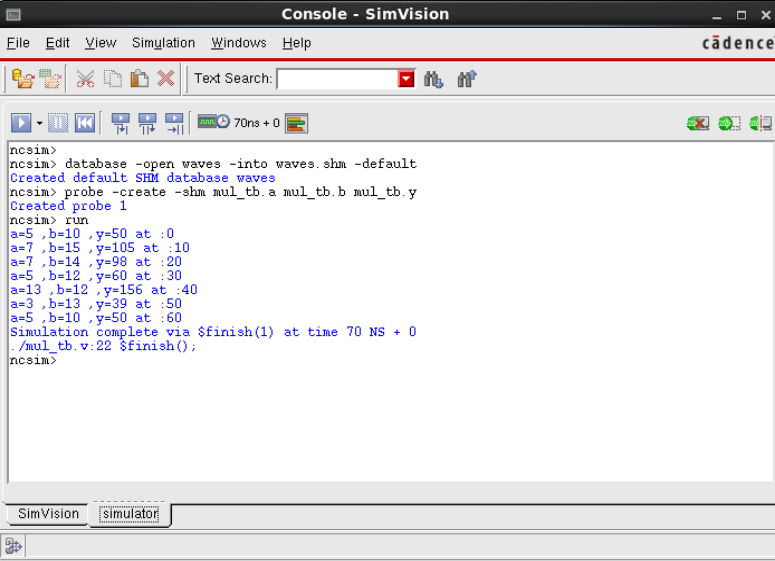 Console - SimVision
File Edit View Simulation Windows Help
cādence
Text Search:
70ns + 0
ncsim>
ncsim> database -open waves -into waves.shm -default
Created default SHM database waves
ncsim> probe -create -shm mul_tb.a mul_tb.b mul_tb.y
Created probe 1
ncsim> run
a=5 ,b=10 ,y=50 at :0
a=7 ,b=15 ,y=105 at :10
a=7 ,b=14 ,y=98 at :20
a=5 ,b=12 ,y=60 at :30
a=13 ,b=12 ,y=156 at :40
a=3 ,b=13 ,y=39 at :50
a=5 ,b=10 ,y=50 at :60
Simulation complete via $finish(1) at time 70 NS + 0
./mul_tb.v:22 $finish();
ncsim>
SimVision simulator